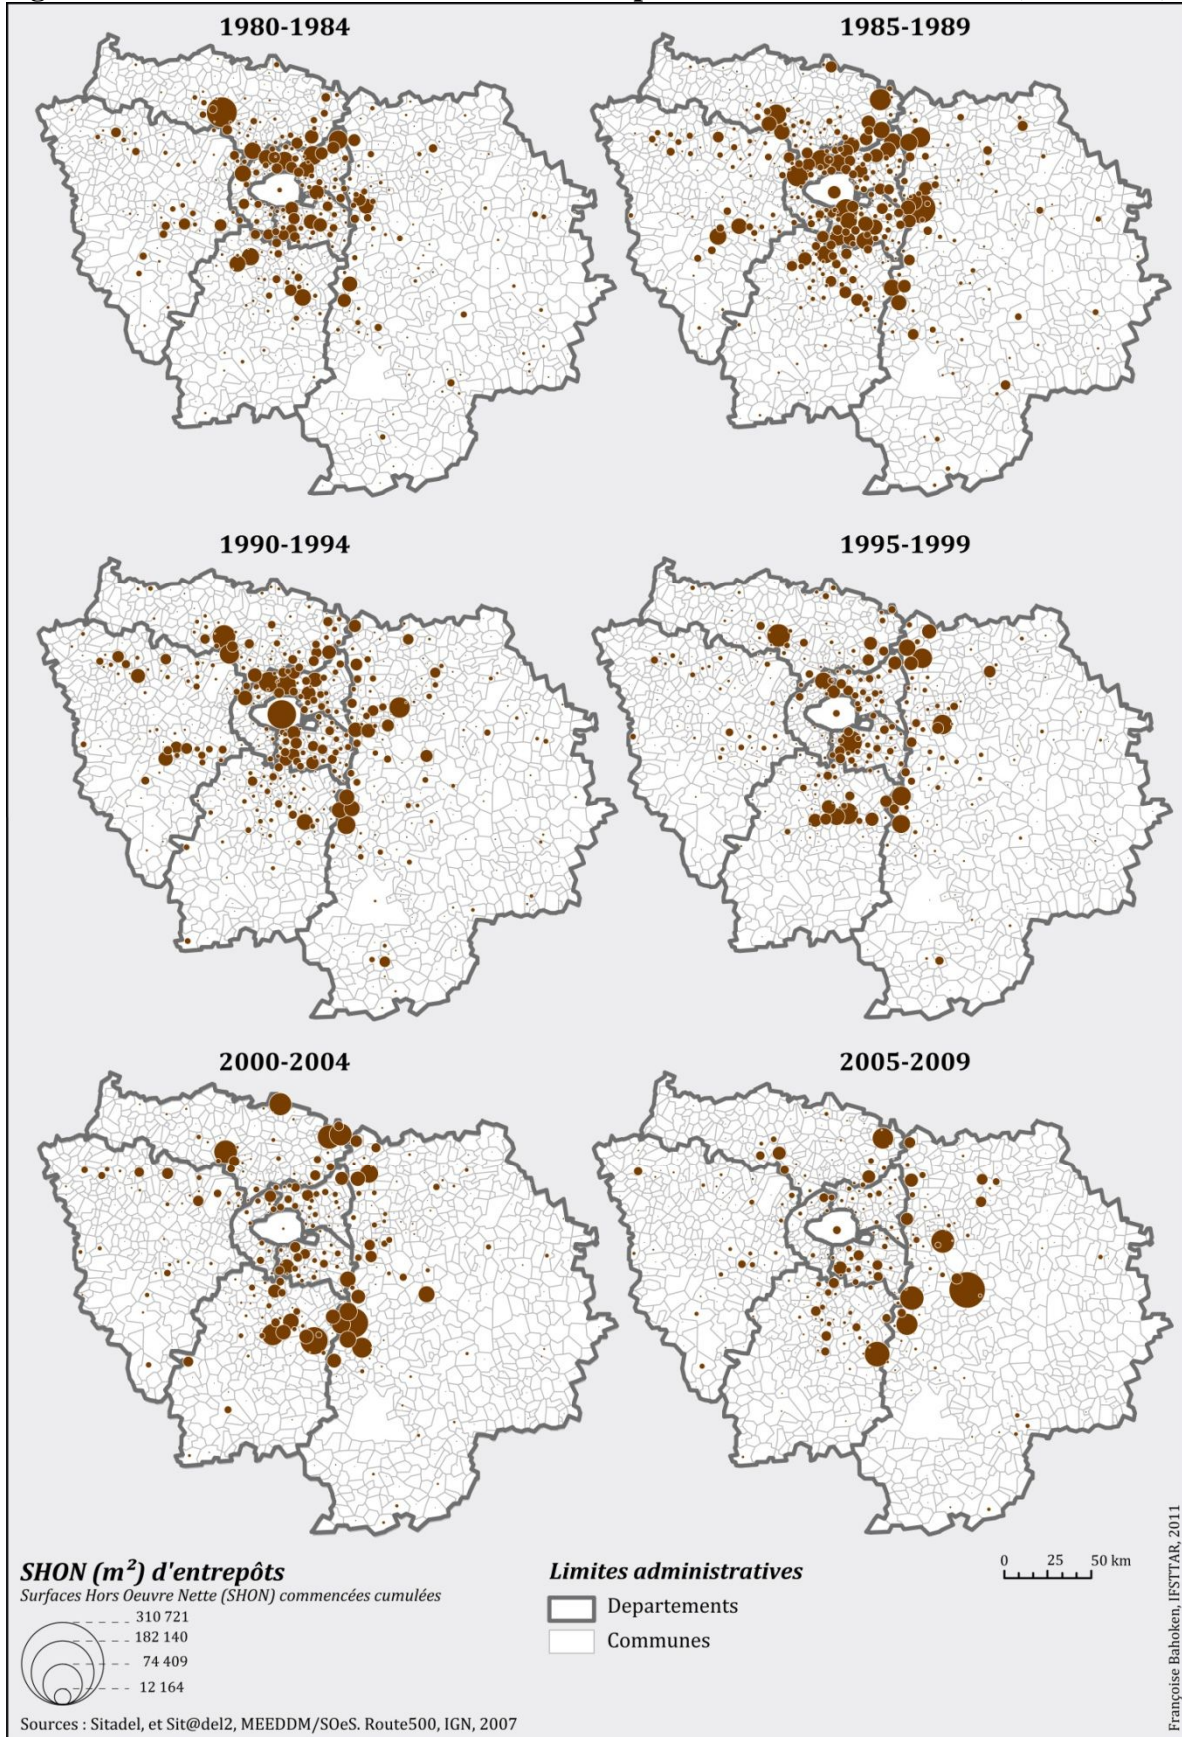 1980-1984
1985-1989
1990-1994
1995-1999
2000-2004
2005-2009
SHON (m²) d'entrepôts
Surfaces Hors Oeuvre Nette (SHON) commencées cumulées
310 721
182 140
74 409
12 164
Limites administratives
Departements
Communes
0 25 50 km
Sources : Sitadel, et Sit@del2, MEEDDM/SOeS. Route500, IGN, 2007
Françoise Bahoken, IFSTTAR, 2011